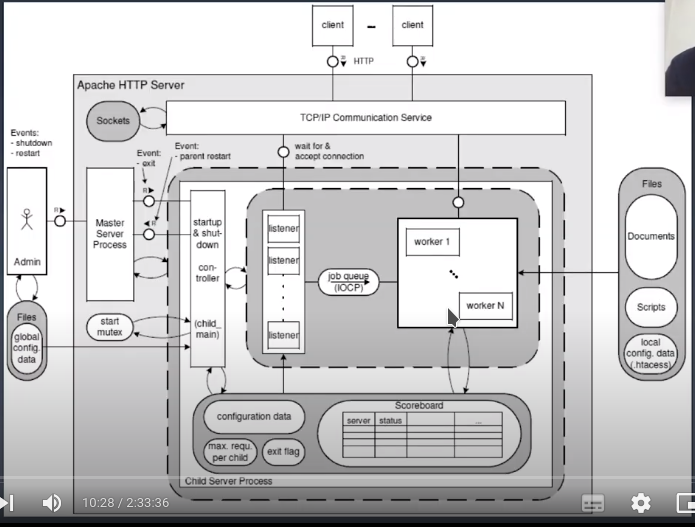 client
client
HTTP
Apache HTTP Server
Sockets
TCP/IP Communication Service
Events:
- shutdown
- restart
Event:
- exit
Event:
- parent restart
wait for &
accept connection
R
R
R
Admin
Master
Server
Process
startup
& shut-
down
con-
troller
(child_
main)
listener
listener
listener
job queue
(IOCP)
worker 1
worker N
Files
Documents
Scripts
local
config. data
(.htacess)
Files
global
config.
data
start
mutex
configuration data
max. requ.
per child
exit flag
Scoreboard
server
status
...
Child Server Process
10:28 / 2:33:36